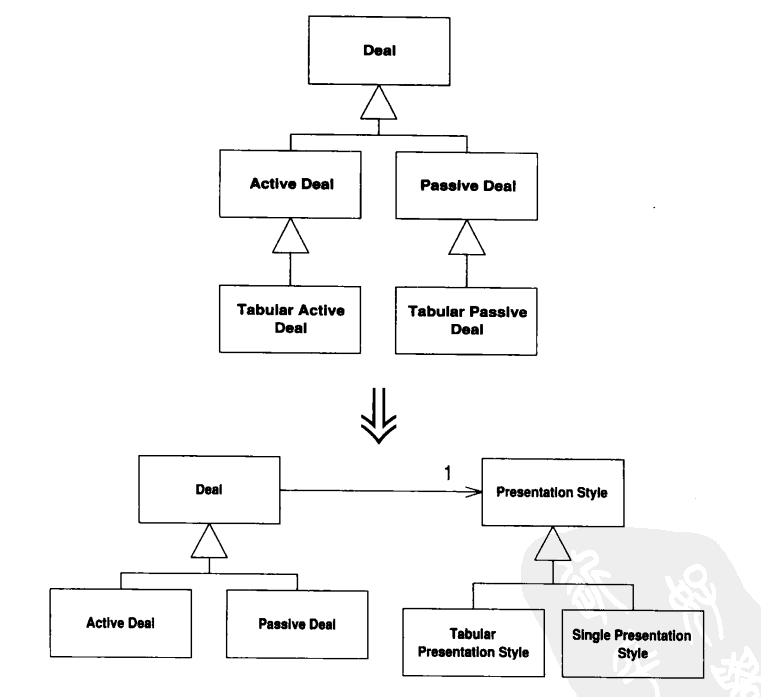 Deal
Active Deal
Passive Deal
Tabular Active
Deal
Tabular Passive
Deal
1
Deal
Presentation Style
Active Deal
Passive Deal
Tabular
Presentation Style
Single Presentation
Style